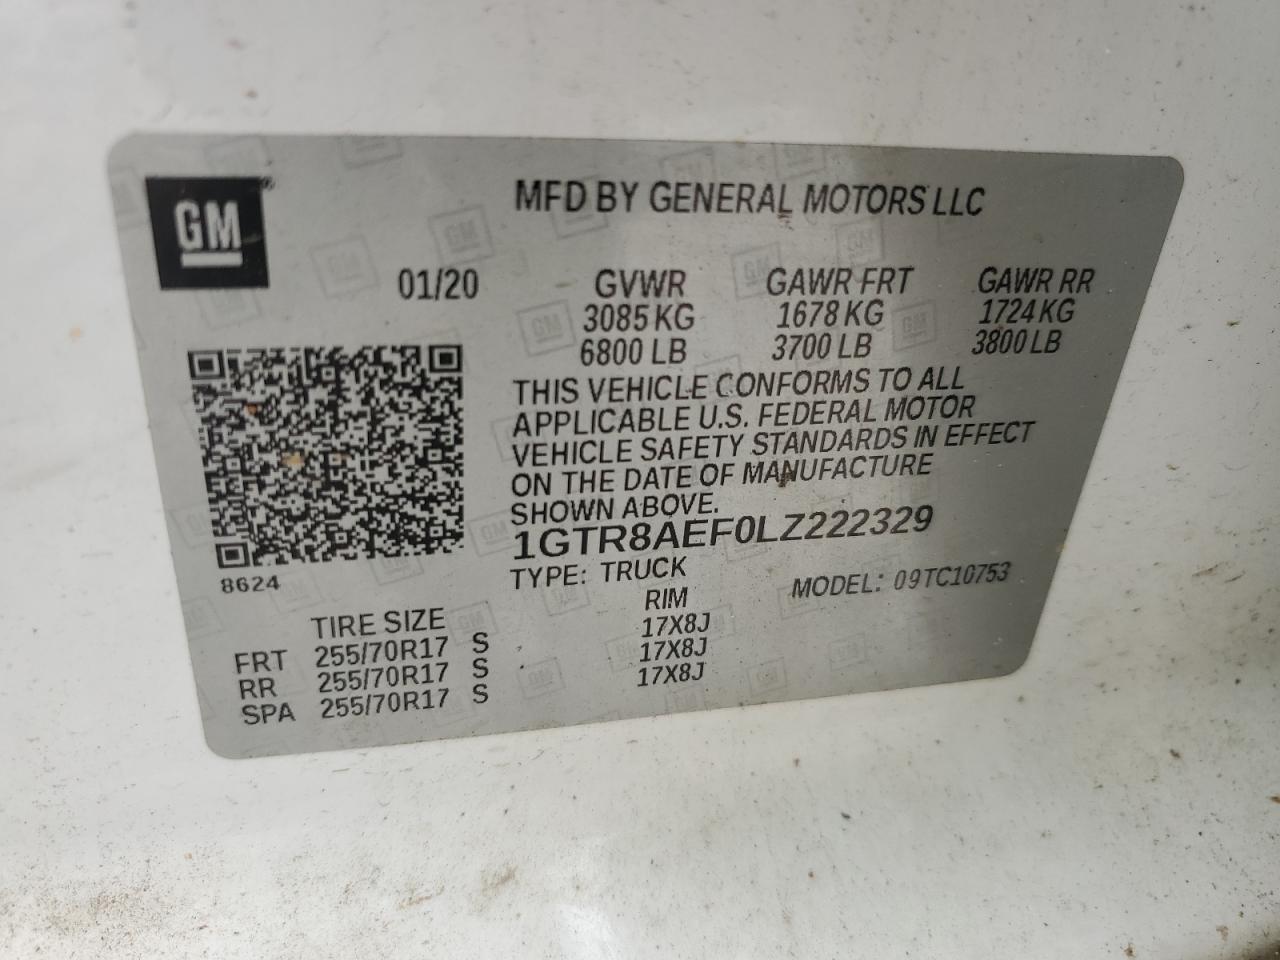 GM
MFD BY GENERAL MOTORS LLC
01/20 GVWR GAWR FRT GAWR RR
3085 KG 1678 KG 1724 KG
6800 LB 3700 LB 3800 LB
THIS VEHICLE CONFORMS TO ALL
APPLICABLE U.S. FEDERAL MOTOR
VEHICLE SAFETY STANDARDS IN EFFECT
ON THE DATE OF MANUFACTURE
SHOWN ABOVE.
1GTR8AEF0LZ222329
8624
TYPE: TRUCK MODEL: 09TC10753
TIRE SIZE RIM
FRT 255/70R17 S 17X8J
RR 255/70R17 S 17X8J
SPA 255/70R17 S 17X8J